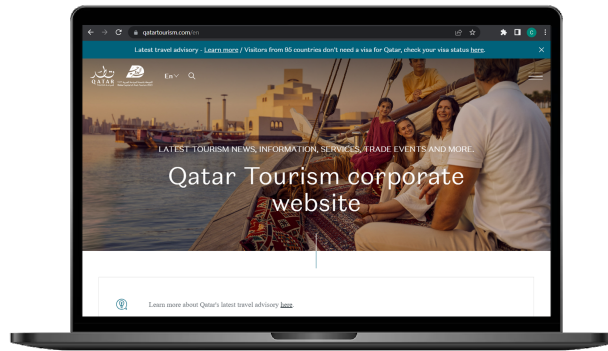 qatartourism.com/en
Latest travel advisory - Learn more / Visitors from 95 countries don't need a visa for Qatar, check your visa status here.
QATAR
En
LATEST TOURISM NEWS, INFORMATION, SERVICES, TRADE EVENTS AND MORE.
Qatar Tourism corporate
website
Learn more about Qatar's latest travel advisory here.